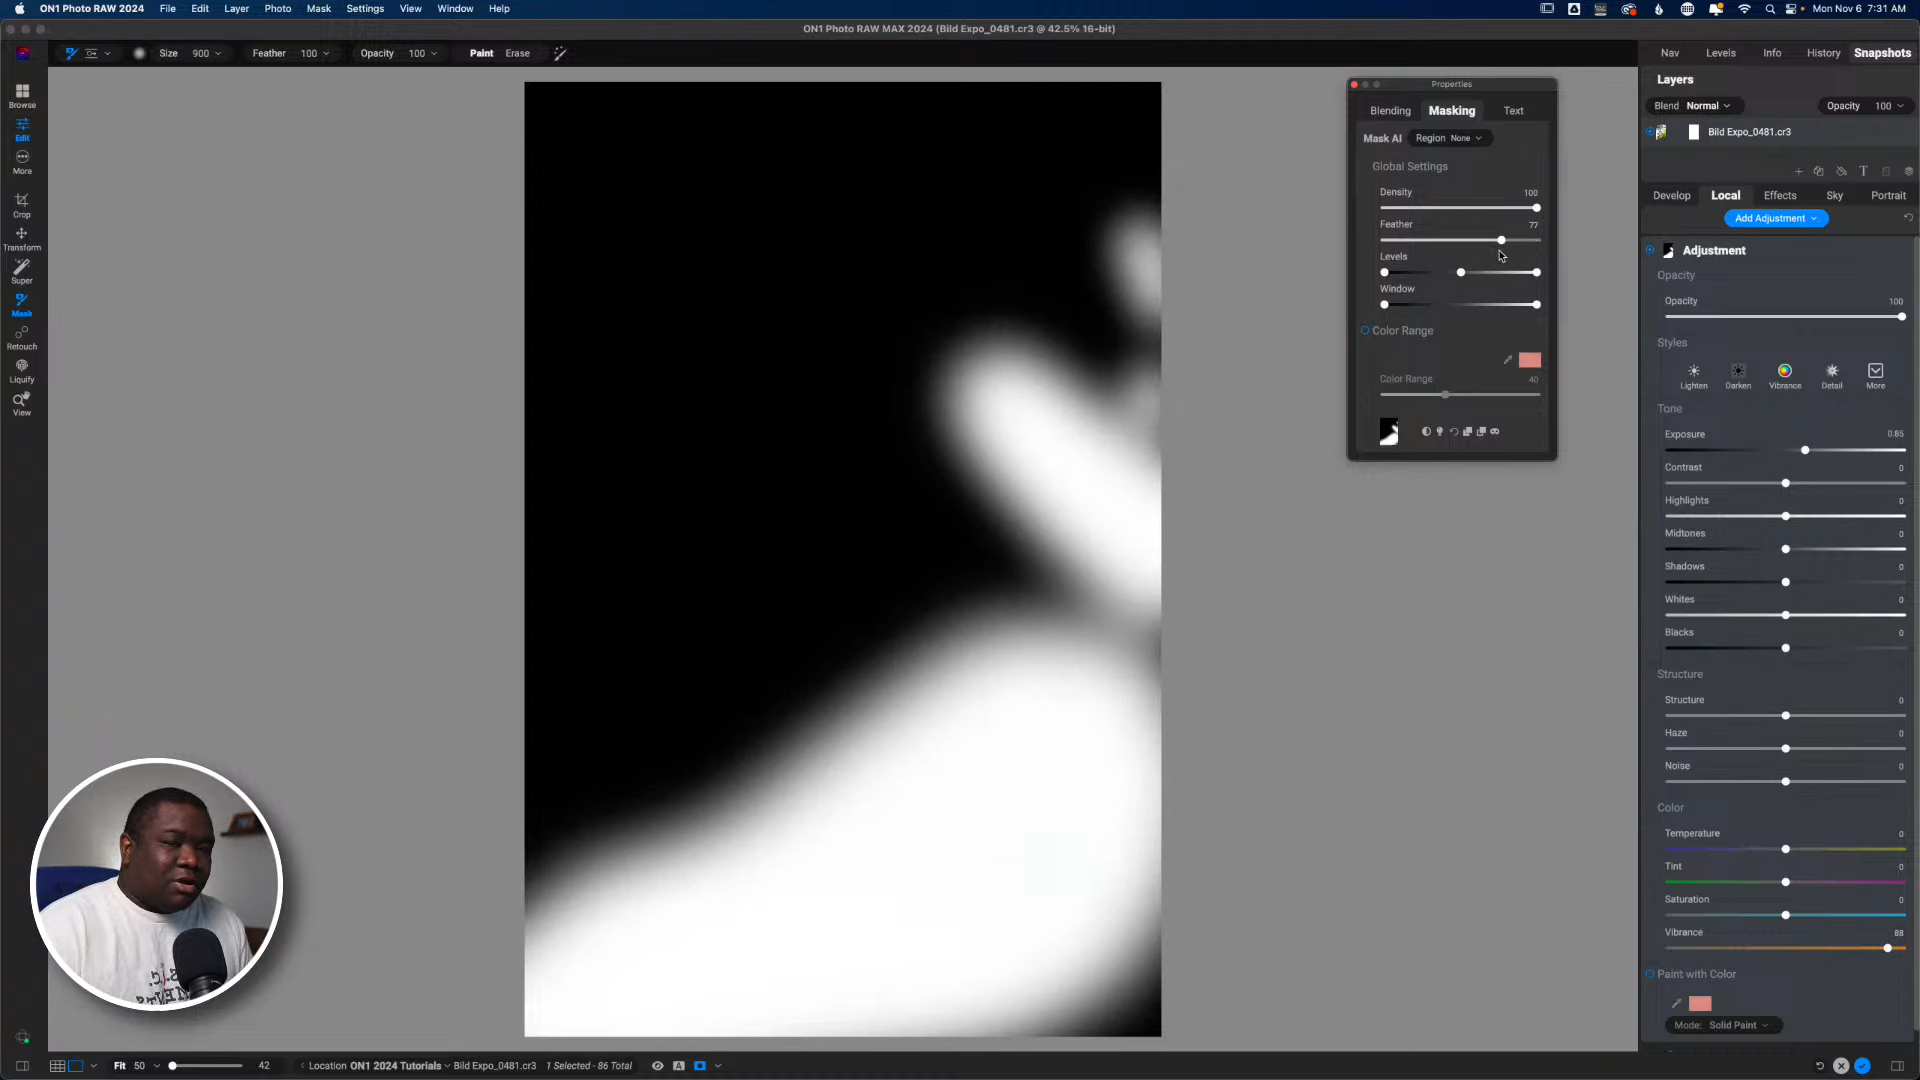 ON1 Photo RAW MAX 2024 File Edit Layer Photo Mask Settings View Window Help Mon Nov 6 7:31 AM
ON1 Photo RAW MAX 2024 (Bild Expo_0481.cr3 @ 42.5% 16-bit)
Size 900 Feather 100 Opacity 100 Paint Erase
Nav Levels Info History Snapshots
Browse
Edit
More
Crop
Transform
Super
Mask
Retouch
Liquify
View
Properties
Blending Masking Text
Mask AI Region None
Global Settings
Density 100
Feather 77
Levels
Window
Color Range
Color Range 40
Layers
Blend Normal Opacity 100
Bild Expo_0481.cr3
Develop Local Effects Sky Portrait
Add Adjustment
Adjustment
Opacity
Opacity 100
Styles
Lighten Darken Vibrance Detail More
Tone
Exposure 0.85
Contrast 0
Highlights 0
Midtones 0
Shadows 0
Whites 0
Blacks 0
Structure
Structure 0
Haze 0
Noise 0
Color
Temperature 0
Tint 0
Saturation 0
Vibrance 88
Paint with Color
Mode: Solid Paint
Fit 50 42 Location ON1 2024 Tutorials Bild Expo_0481.cr3 1 Selected - 86 Total